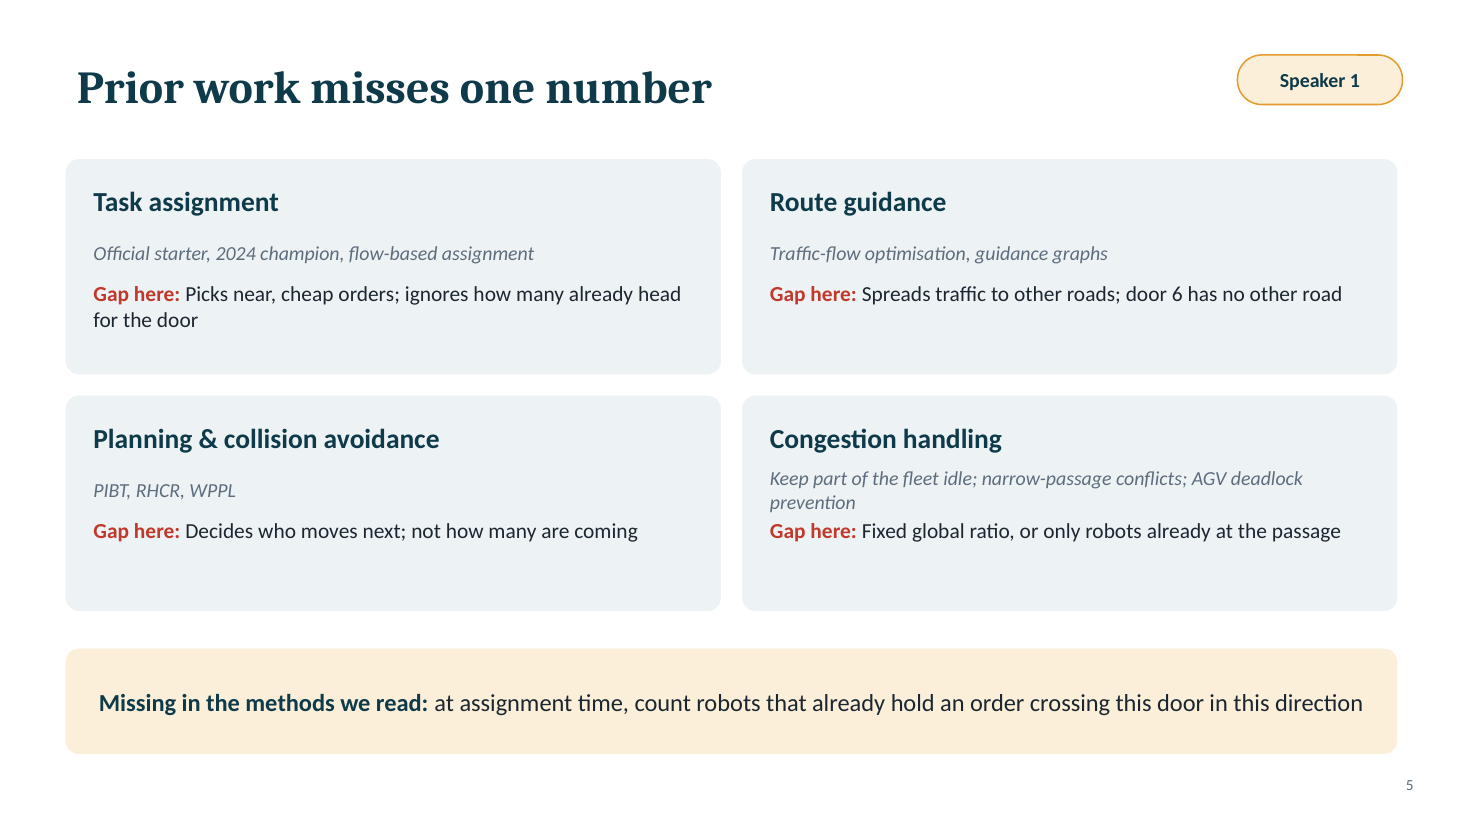 Prior work misses one number
Speaker 1
Task assignment
Official starter, 2024 champion, flow-based assignment
Gap here: Picks near, cheap orders; ignores how many already head
for the door
Route guidance
Traffic-flow optimisation, guidance graphs
Gap here: Spreads traffic to other roads; door 6 has no other road
Planning & collision avoidance
PIBT, RHCR, WPPL
Gap here: Decides who moves next; not how many are coming
Congestion handling
Keep part of the fleet idle; narrow-passage conflicts; AGV deadlock
prevention
Gap here: Fixed global ratio, or only robots already at the passage
Missing in the methods we read: at assignment time, count robots that already hold an order crossing this door in this direction
5